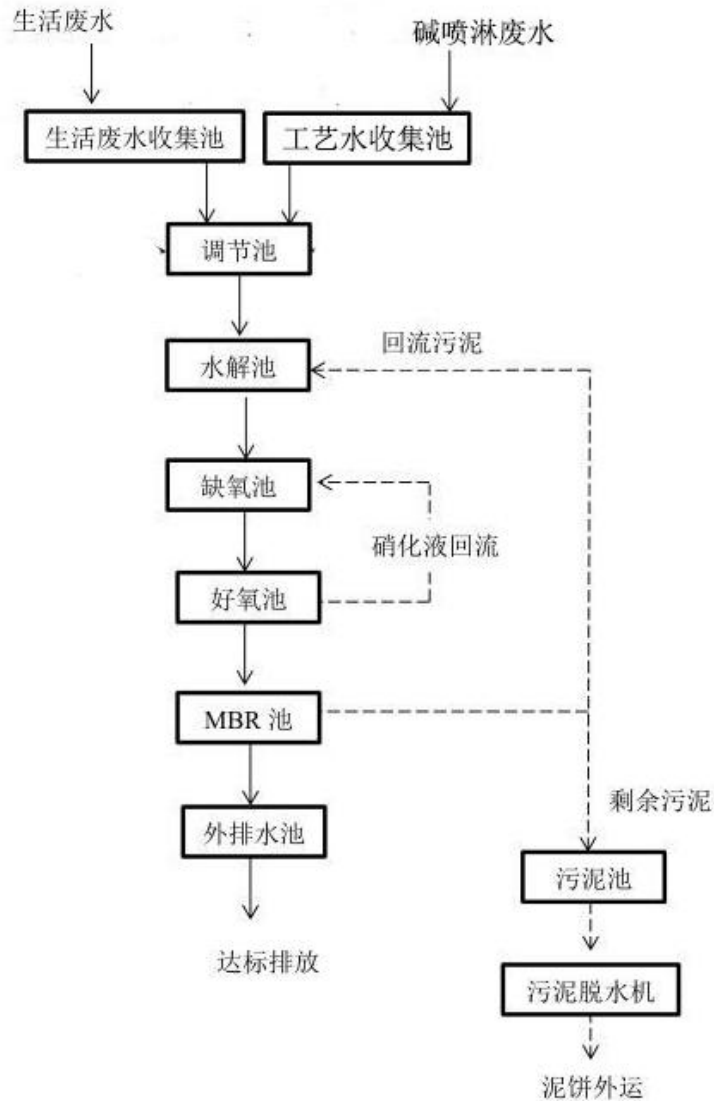 生活废水
碱喷淋废水
生活废水收集池
工艺水收集池
调节池
回流污泥
水解池
缺氧池
硝化液回流
好氧池
MBR 池
剩余污泥
外排水池
污泥池
达标排放
污泥脱水机
泥饼外运